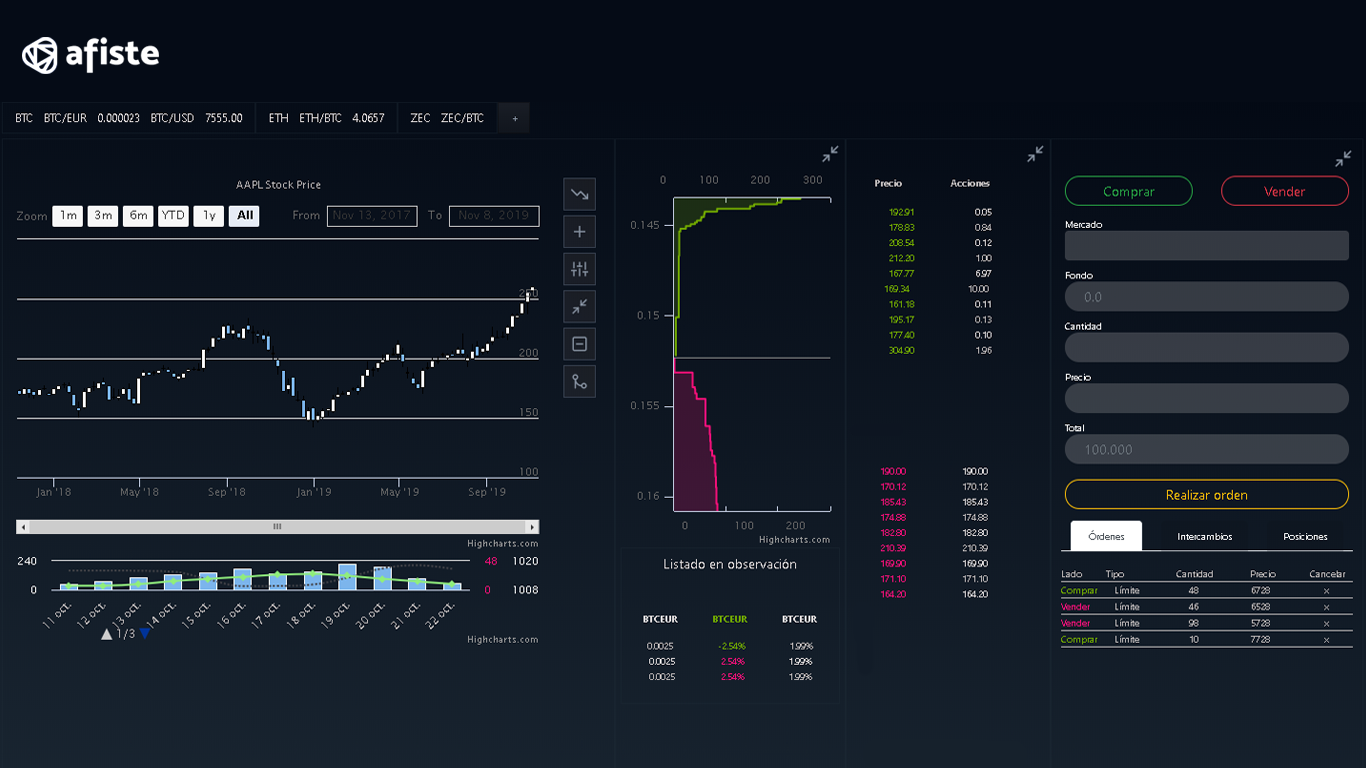 afiste
BTC BTC/EUR 0.000023 BTC/USD 7555.00 ETH ETH/BTC 4.0657 ZEC ZEC/BTC +
AAPL Stock Price
Zoom 1m 3m 6m YTD 1y All From Nov 13, 2017 To Nov 8, 2019
250
200
150
100
Jan '18 May '18 Sep '18 Jan '19 May '19 Sep '19
Highcharts.com
240 48 1020
0 0 1008
11 oct. 12 oct. 13 oct. 14 oct. 15 oct. 16 oct. 17 oct. 18 oct. 19 oct. 20 oct. 21 oct. 22 oct.
1/3
Highcharts.com
0 100 200 300
0.145
0.15
0.155
0.16
0 100 200
Highcharts.com
Listado en observación
BTCEUR BTCEUR BTCEUR
0.0025 -2.54% 1.99%
0.0025 2.54% 1.99%
0.0025 2.54% 1.99%
Precio Acciones
192.91 0.05
178.83 0.84
208.54 0.12
212.20 1.00
167.77 6.97
169.34 10.00
161.18 0.11
195.17 0.13
177.40 0.10
304.90 1.96
190.00 190.00
170.12 170.12
185.43 185.43
174.88 174.88
182.80 182.80
210.39 210.39
169.90 169.90
171.10 171.10
164.20 164.20
Comprar Vender
Mercado
Fondo
0.0
Cantidad
Precio
Total
100.000
Realizar orden
Órdenes Intercambios Posiciones
Lado Tipo Cantidad Precio Cancelar
Comprar Límite 48 6728 ×
Vender Límite 46 6528 ×
Vender Límite 98 5728 ×
Comprar Límite 10 7728 ×